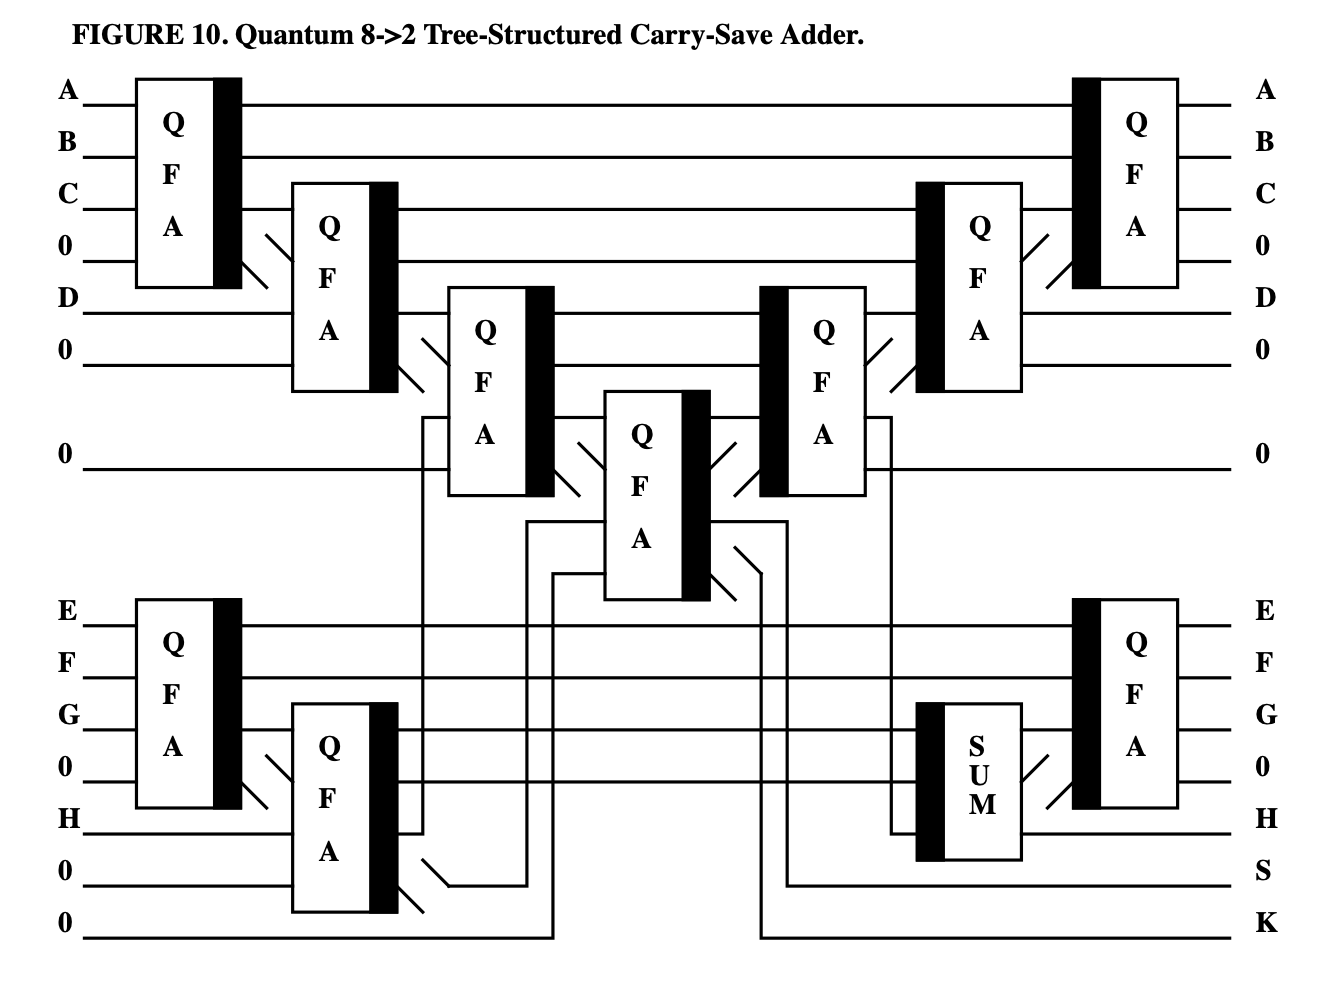 FIGURE 10. Quantum 8->2 Tree-Structured Carry-Save Adder.
A
B
C
0
D
0
0
E
F
G
0
H
0
0
Q
F
A
Q
F
A
Q
F
A
Q
F
A
Q
F
A
Q
F
A
Q
F
A
Q
F
A
Q
F
A
S
U
M
Q
F
A
A
B
C
0
D
0
0
E
F
G
0
H
S
K